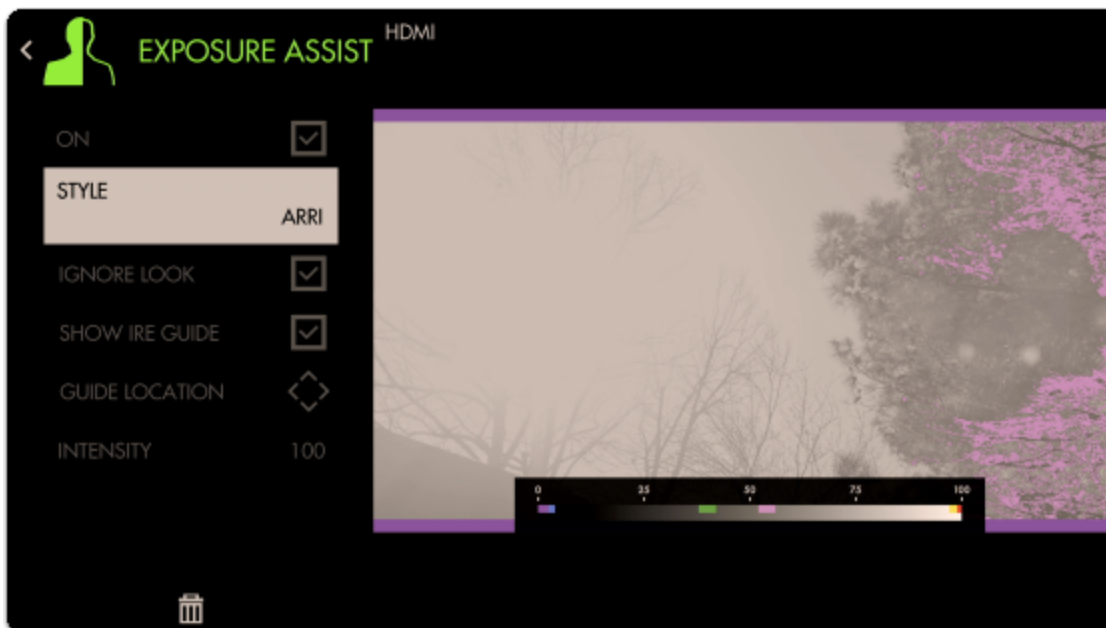 EXPOSURE ASSIST
HDMI
ON
STYLE
ARRI
IGNORE LOOK
SHOW IRE GUIDE
GUIDE LOCATION
INTENSITY 100
0 25 50 75 100